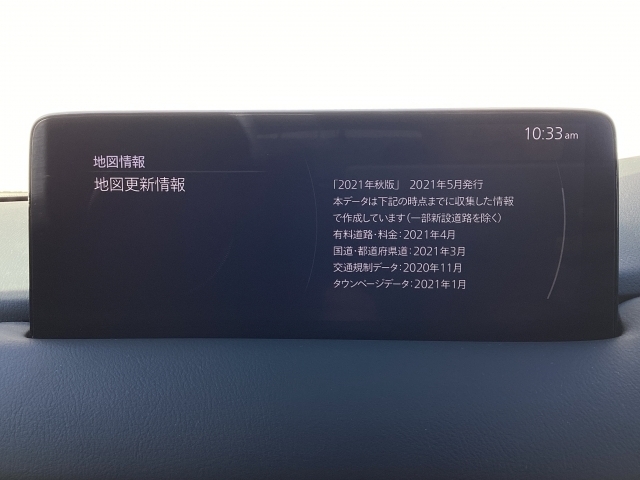 10:33am
地図情報
地図更新情報
「2021年秋版」 2021年5月発行
本データは下記の時点までに収集した情報
で作成しています(一部新設道路を除く)
有料道路・料金:2021年4月
国道・都道府県道:2021年3月
交通規制データ:2020年11月
タウンページデータ:2021年1月